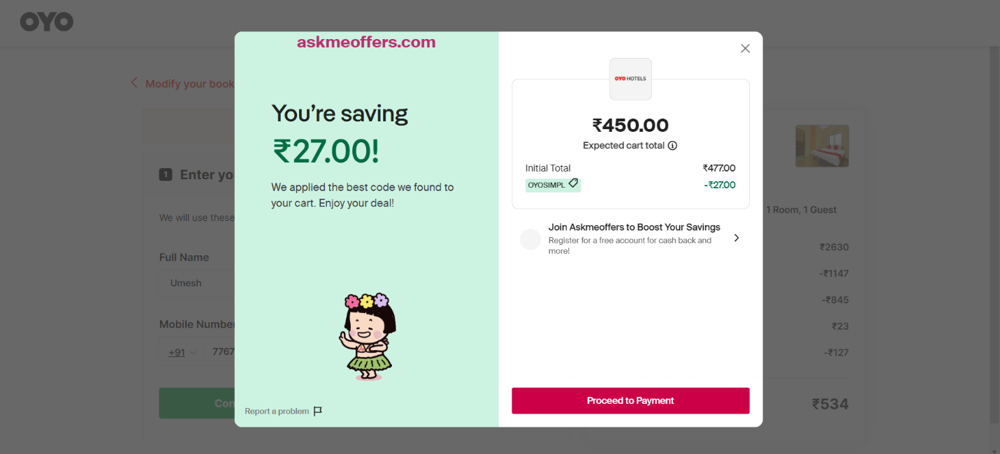 OYO
Modify your book
1 Enter yo
We will use these
Full Name
Umesh
Mobile Number
+91 7767
Con
askmeoffers.com
You’re saving
₹27.00!
We applied the best code we found to
your cart. Enjoy your deal!
Report a problem
OYO HOTELS
₹450.00
Expected cart total
Initial Total ₹477.00
OYOSIMPL -₹27.00
Join Askmeoffers to Boost Your Savings
Register for a free account for cash back and
more!
Proceed to Payment
1 Room, 1 Guest
₹2630
-₹1147
-₹845
₹23
-₹127
₹534